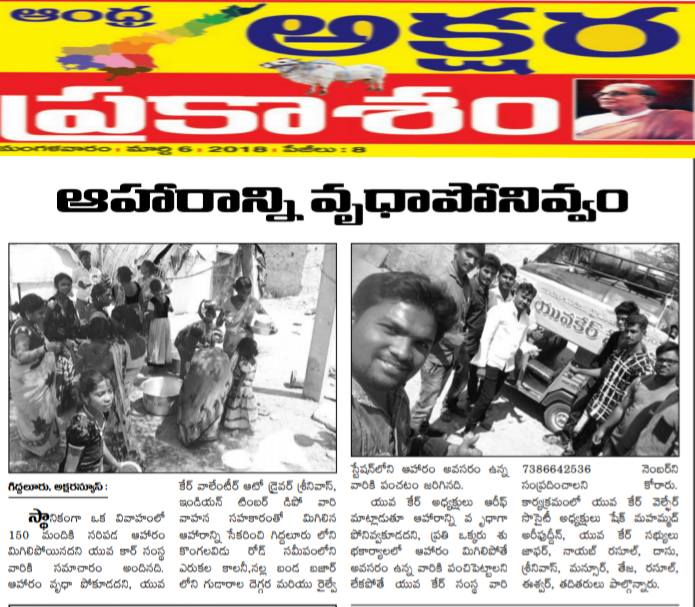 ఆంధ్ర
అక్షర
ప్రకాశం
మంగళవారం: మార్చి 6: 2018: పేజీలు: 8
ఆహారాన్ని వృధాపోనివ్వం
యువకేర్
గిద్దలూరు, అక్షరన్యూస్:
స్థానికంగా ఒక వివాహంలో
150 మందికి సరిపడ ఆహారం
మిగిలిపోయినదని యువ కార్ సంస్థ
వారికి సమాచారం అందినది.
ఆహారం వృధా పోకూడదని, యువ
కేర్ వాలేంటీర్ ఆటో డ్రైవర్ శ్రీనివాస్,
ఇండియన్ టింబర్ డిపో వారి
వాహన సహకారంతో మిగిలిన
ఆహారాన్ని సేకరించి గిద్దలూరు లోని
కొంగలవిడు రోడ్ సమీపంలోని
ఎరుకల కాలనీ,నల్ల బండ బజార్
లోని గుడారాల దెగ్గర మరియు రైల్వే
స్టేషన్‌లోని ఆహారం అవసరం ఉన్న
వారికి పంచటం జరిగినది.
యువ కేర్ అధ్యక్షులు ఆరీఫ్
మాట్లాడుతూ ఆహారాన్ని వ ృధాగా
పోనివ్వకూడదని, ప్రతి ఒక్కరు శు
భకార్యాలలో ఆహారం మిగిలిపోతే
అవసరం ఉన్న వారికి పంచిపెట్టాలని
లేకపోతే యువ కేర్ సంస్థ వారి
7386642536 నెంబర్‌ని
సంప్రదించాలని కోరారు.
కార్యక్రమంలో యువ కేర్ వెల్ఫేర్
సొసైటీ అధ్యక్షులు షేక్ మహమ్మద్
అరీఫుద్దీన్, యువ కేర్ సభ్యులు
జాఫర్, నాయబ్ రసూల్, దాసు,
శ్రీనివాస్, మన్సూర్, తేజ, రసూల్,
ఈశ్వర్, తదితరులు పాల్గొన్నారు.